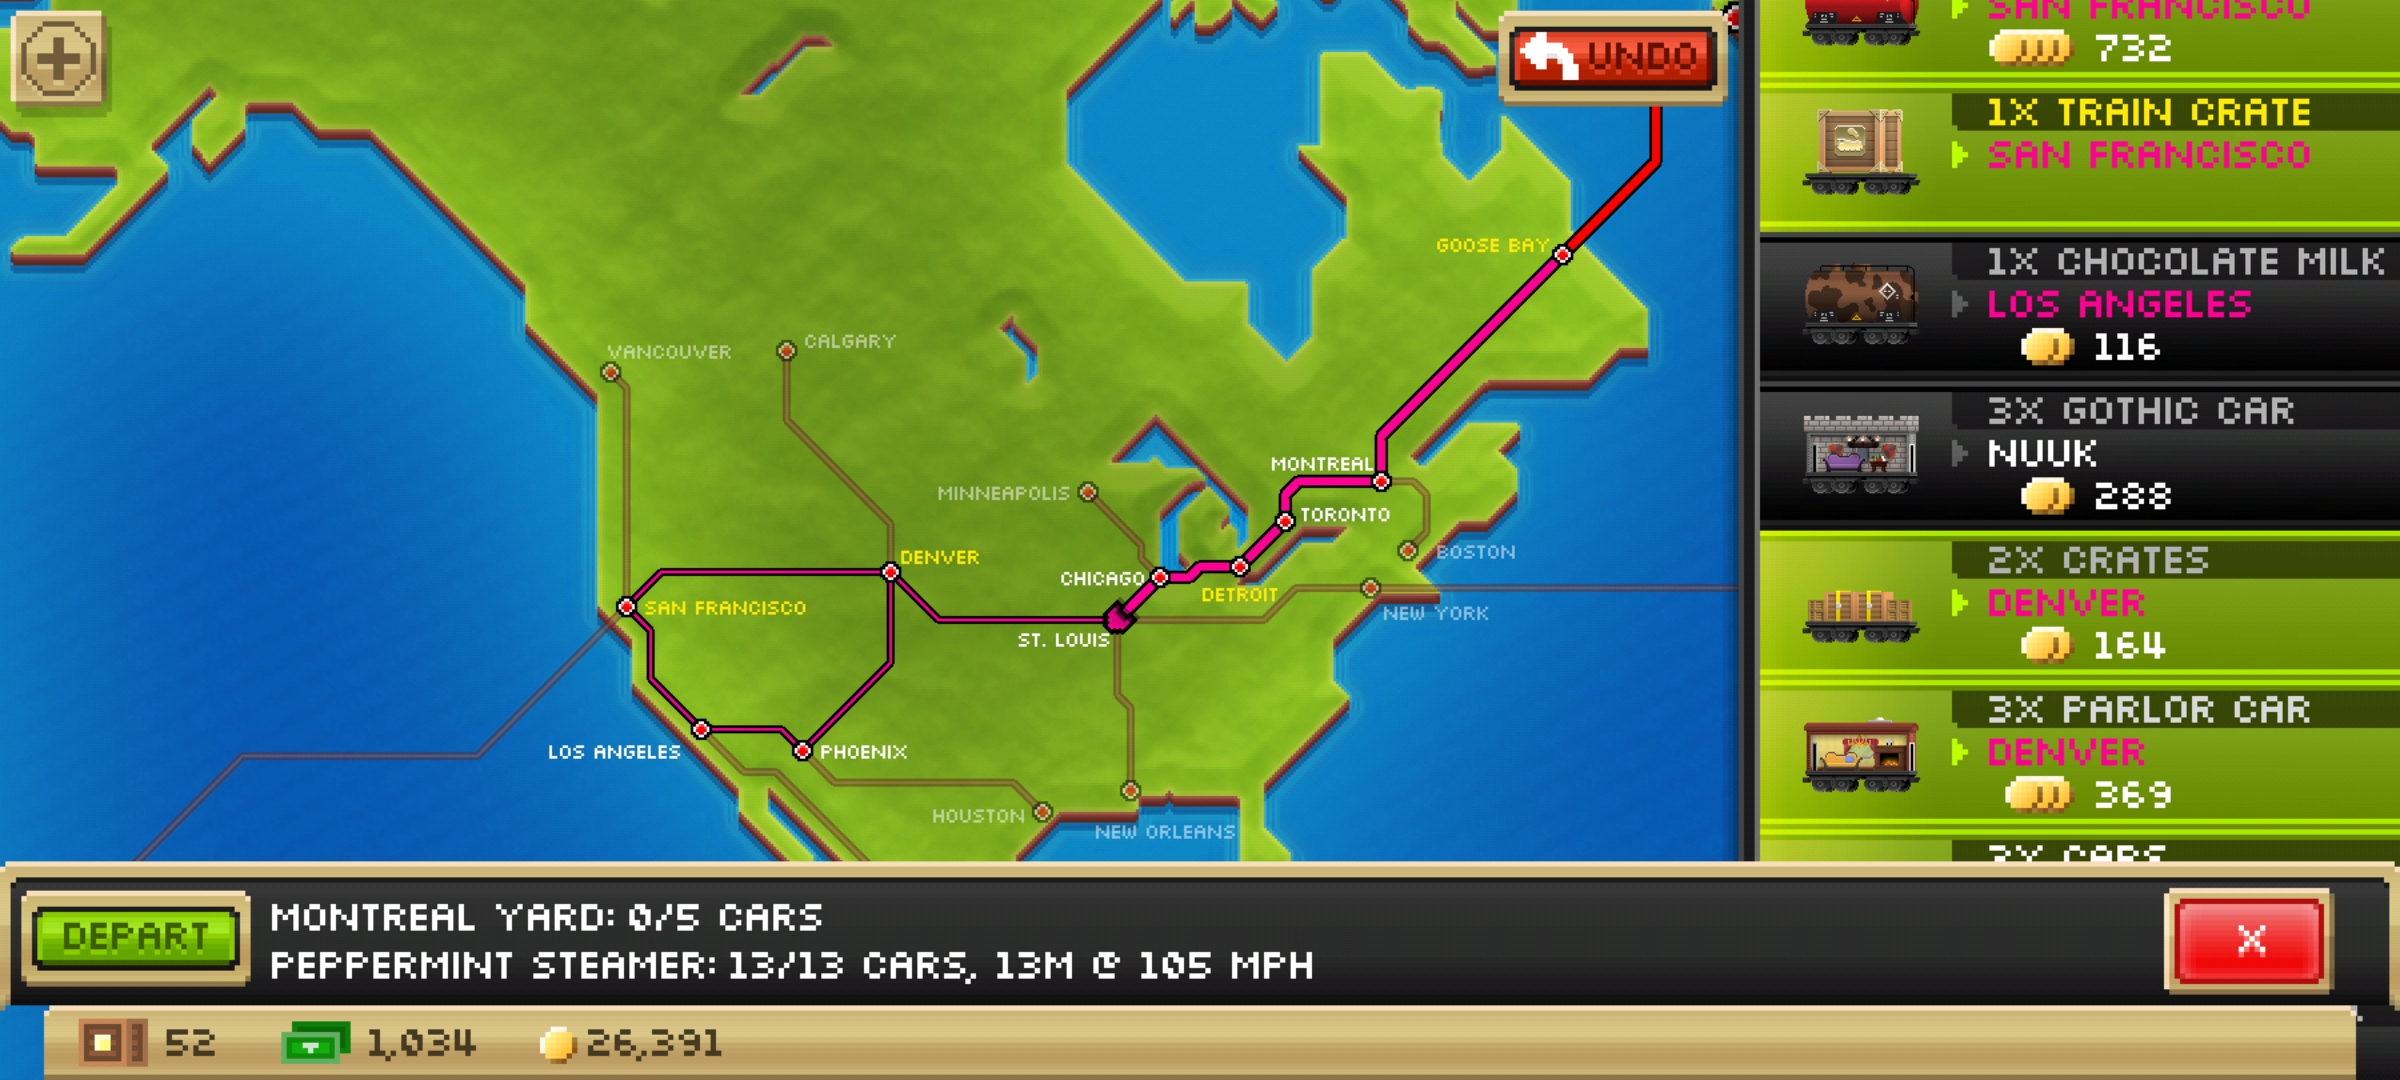 UNDO
GOOSE BAY
VANCOUVER
CALGARY
MINNEAPOLIS
MONTREAL
TORONTO
BOSTON
DENVER
CHICAGO
DETROIT
SAN FRANCISCO
NEW YORK
ST. LOUIS
LOS ANGELES
PHOENIX
HOUSTON
NEW ORLEANS
SAN FRANCISCO
732
1X TRAIN CRATE
SAN FRANCISCO
1X CHOCOLATE MILK
LOS ANGELES
116
3X GOTHIC CAR
NUUK
288
2X CRATES
DENVER
164
3X PARLOR CAR
DENVER
369
DEPART
MONTREAL YARD: 0/5 CARS
PEPPERMINT STEAMER: 13/13 CARS, 13M @ 105 MPH
X
52
1,034
26,391